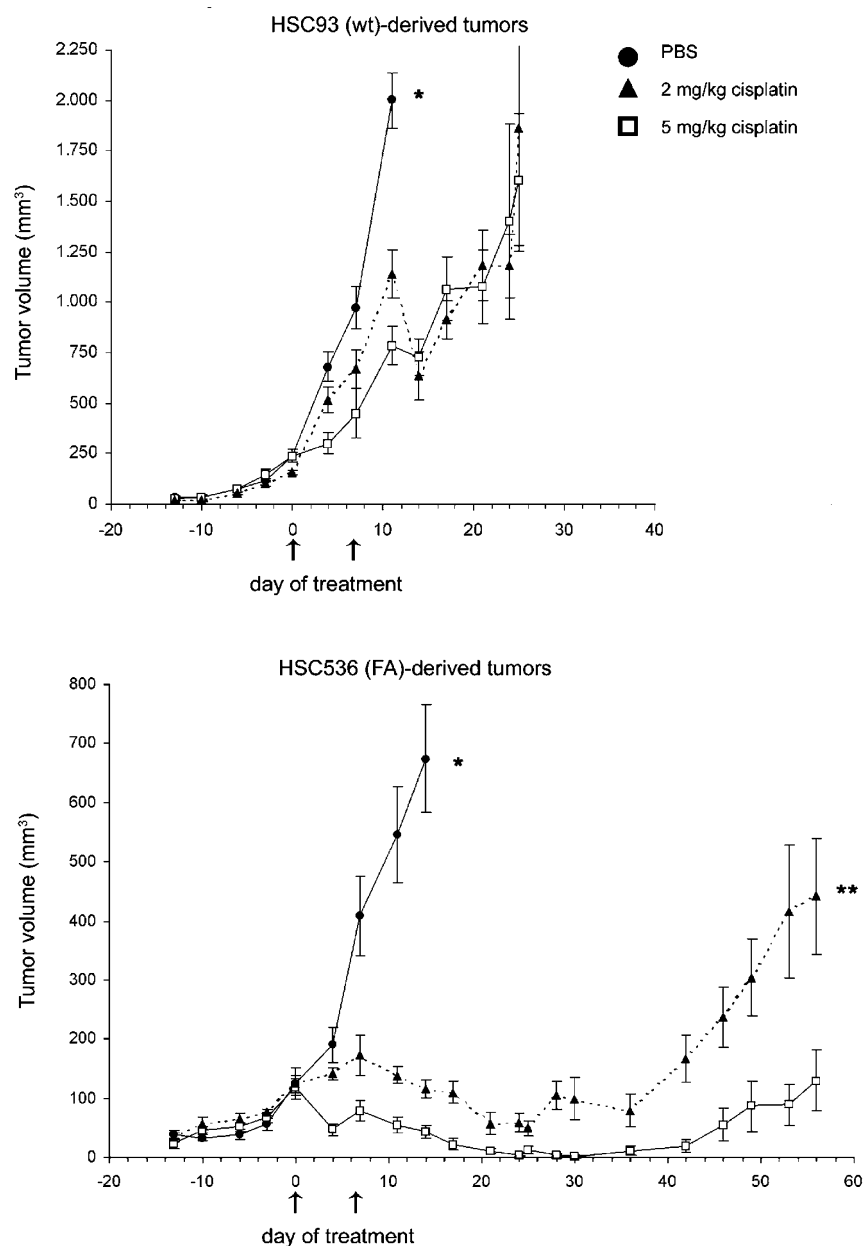 HSC93 (wt)-derived tumors
PBS
2 mg/kg cisplatin
5 mg/kg cisplatin
Tumor volume (mm³)
2.250
2.000
1.750
1.500
1.250
1.000
750
500
250
0
*
-20 -10 0 10 20 30 40
day of treatment
HSC536 (FA)-derived tumors
Tumor volume (mm³)
800
700
600
500
400
300
200
100
0
*
**
-20 -10 0 10 20 30 40 50 60
day of treatment